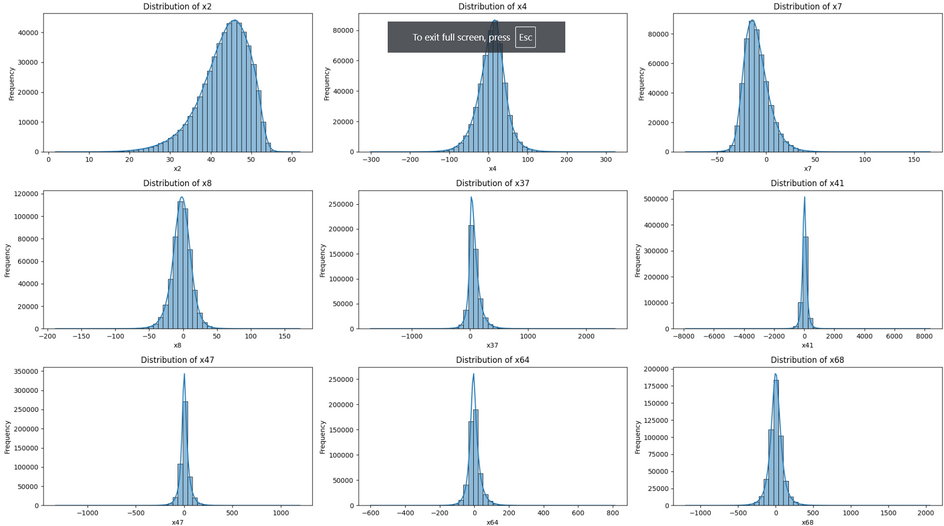 Distribution of x2
Frequency
40000
30000
20000
10000
0
0 10 20 30 40 50 60
x2
Distribution of x4
To exit full screen, press Esc
Frequency
80000
60000
40000
20000
0
−300 −200 −100 0 100 200 300
x4
Distribution of x7
Frequency
80000
60000
40000
20000
0
−50 0 50 100 150
x7
Distribution of x8
Frequency
120000
100000
80000
60000
40000
20000
0
−200 −150 −100 −50 0 50 100 150
x8
Distribution of x37
Frequency
250000
200000
150000
100000
50000
0
−1000 0 1000 2000
x37
Distribution of x41
Frequency
500000
400000
300000
200000
100000
0
−8000 −6000 −4000 −2000 0 2000 4000 6000 8000
x41
Distribution of x47
Frequency
350000
300000
250000
200000
150000
100000
50000
0
−1000 −500 0 500 1000
x47
Distribution of x64
Frequency
250000
200000
150000
100000
50000
0
−600 −400 −200 0 200 400 600 800
x64
Distribution of x68
Frequency
200000
175000
150000
125000
100000
75000
50000
25000
0
−1000 −500 0 500 1000 1500 2000
x68